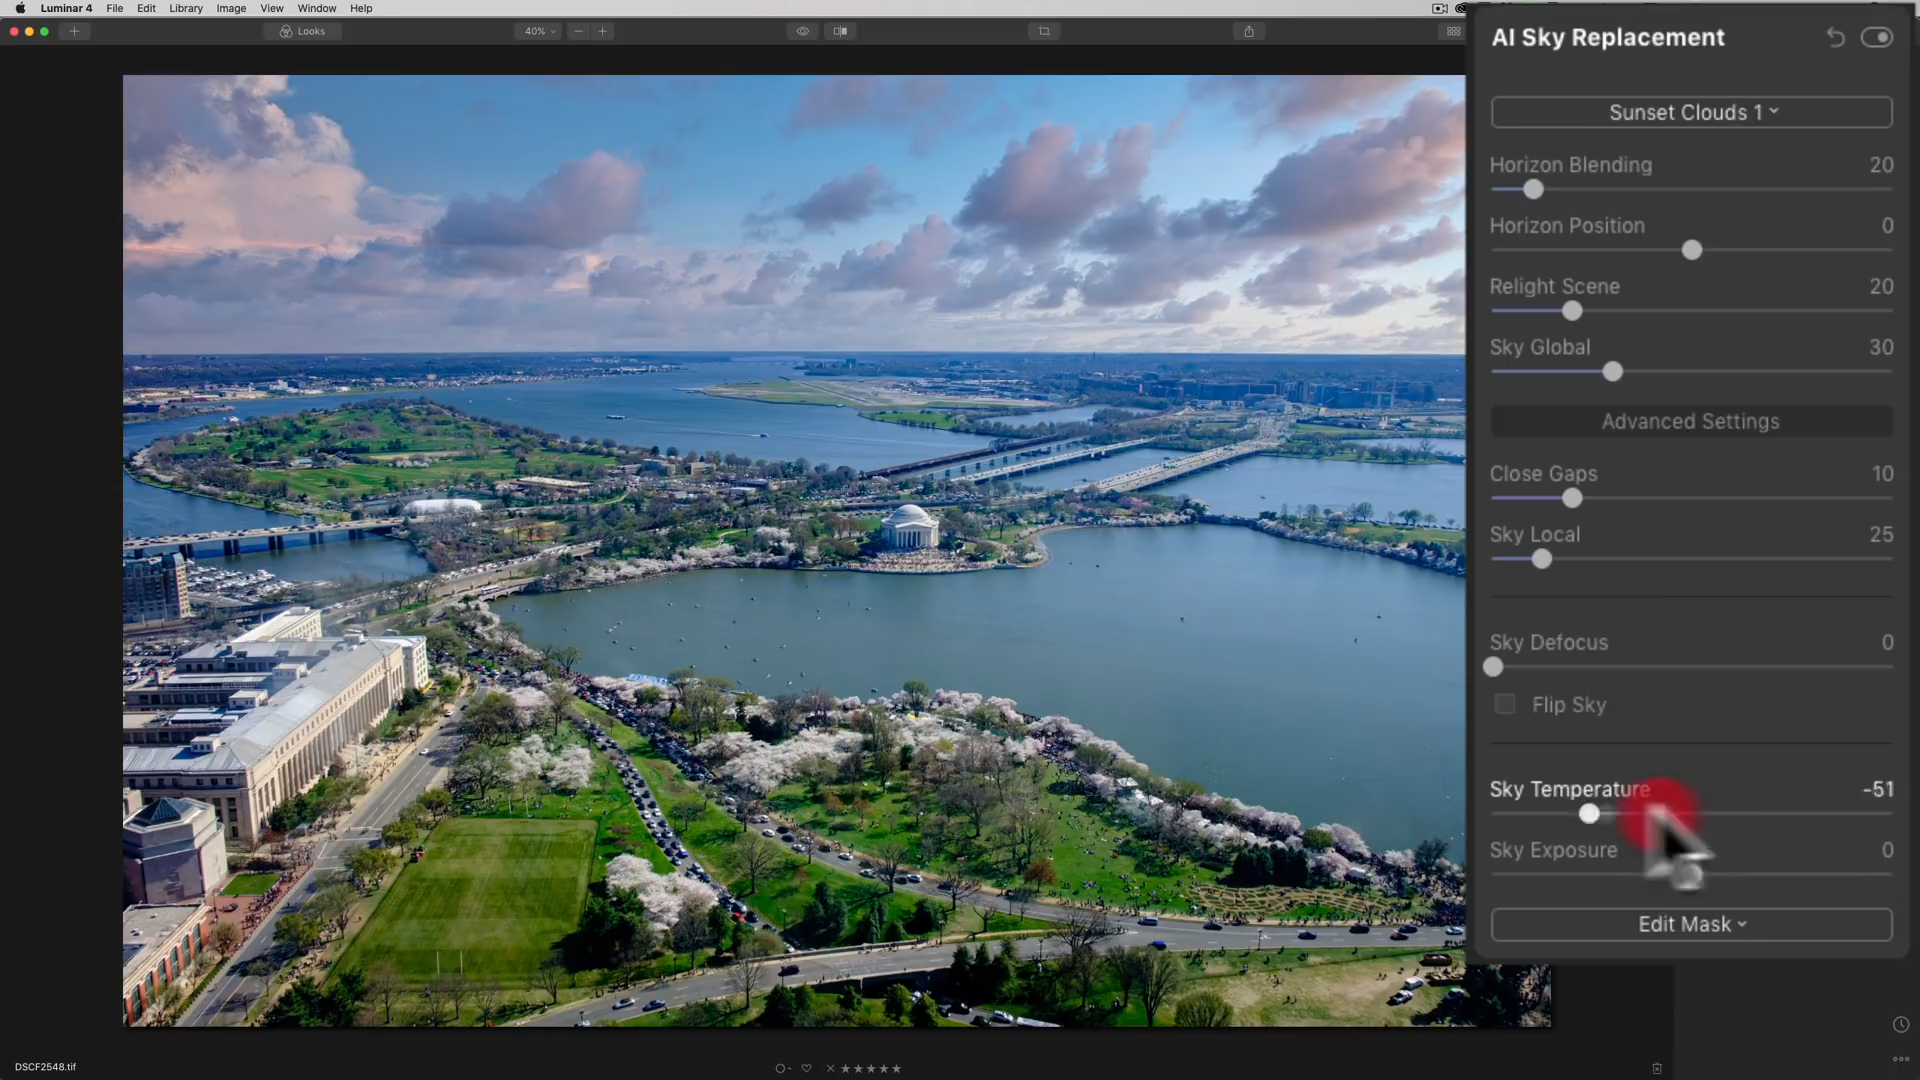 Luminar 4 File Edit Library Image View Window Help
Looks
40%
AI Sky Replacement
Sunset Clouds 1
Horizon Blending 20
Horizon Position 0
Relight Scene 20
Sky Global 30
Advanced Settings
Close Gaps 10
Sky Local 25
Sky Defocus 0
Flip Sky
Sky Temperature -51
Sky Exposure 0
Edit Mask
DSCF2548.tif